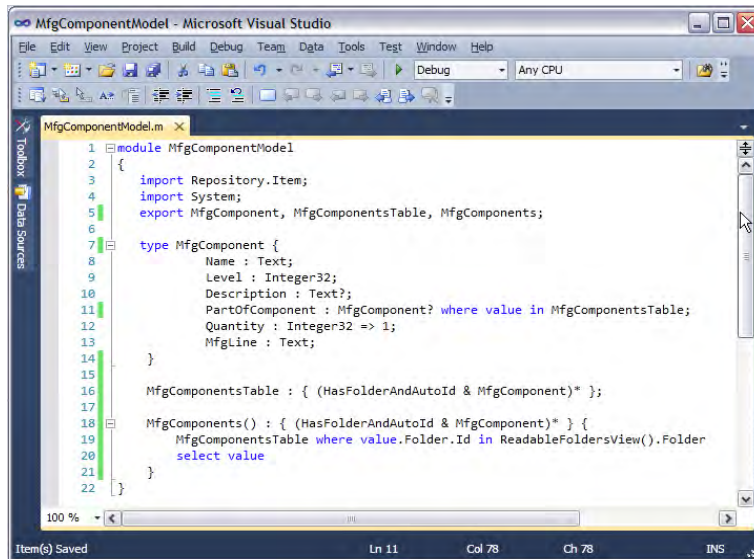 MfgComponentModel - Microsoft Visual Studio
File Edit View Project Build Debug Team Data Tools Test Window Help
Debug Any CPU
MfgComponentModel.m X
Toolbox
Data Sources
1 module MfgComponentModel
2 {
3 import Repository.Item;
4 import System;
5 export MfgComponent, MfgComponentsTable, MfgComponents;
6
7 type MfgComponent {
8 Name : Text;
9 Level : Integer32;
10 Description : Text?;
11 PartOfComponent : MfgComponent? where value in MfgComponentsTable;
12 Quantity : Integer32 => 1;
13 MfgLine : Text;
14 }
15
16 MfgComponentsTable : { (HasFolderAndAutoId & MfgComponent)* };
17
18 MfgComponents() : { (HasFolderAndAutoId & MfgComponent)* } {
19 MfgComponentsTable where value.Folder.Id in ReadableFoldersView().Folder
20 select value
21 }
22 }
100 %
Item(s) Saved Ln 11 Col 78 Ch 78 INS